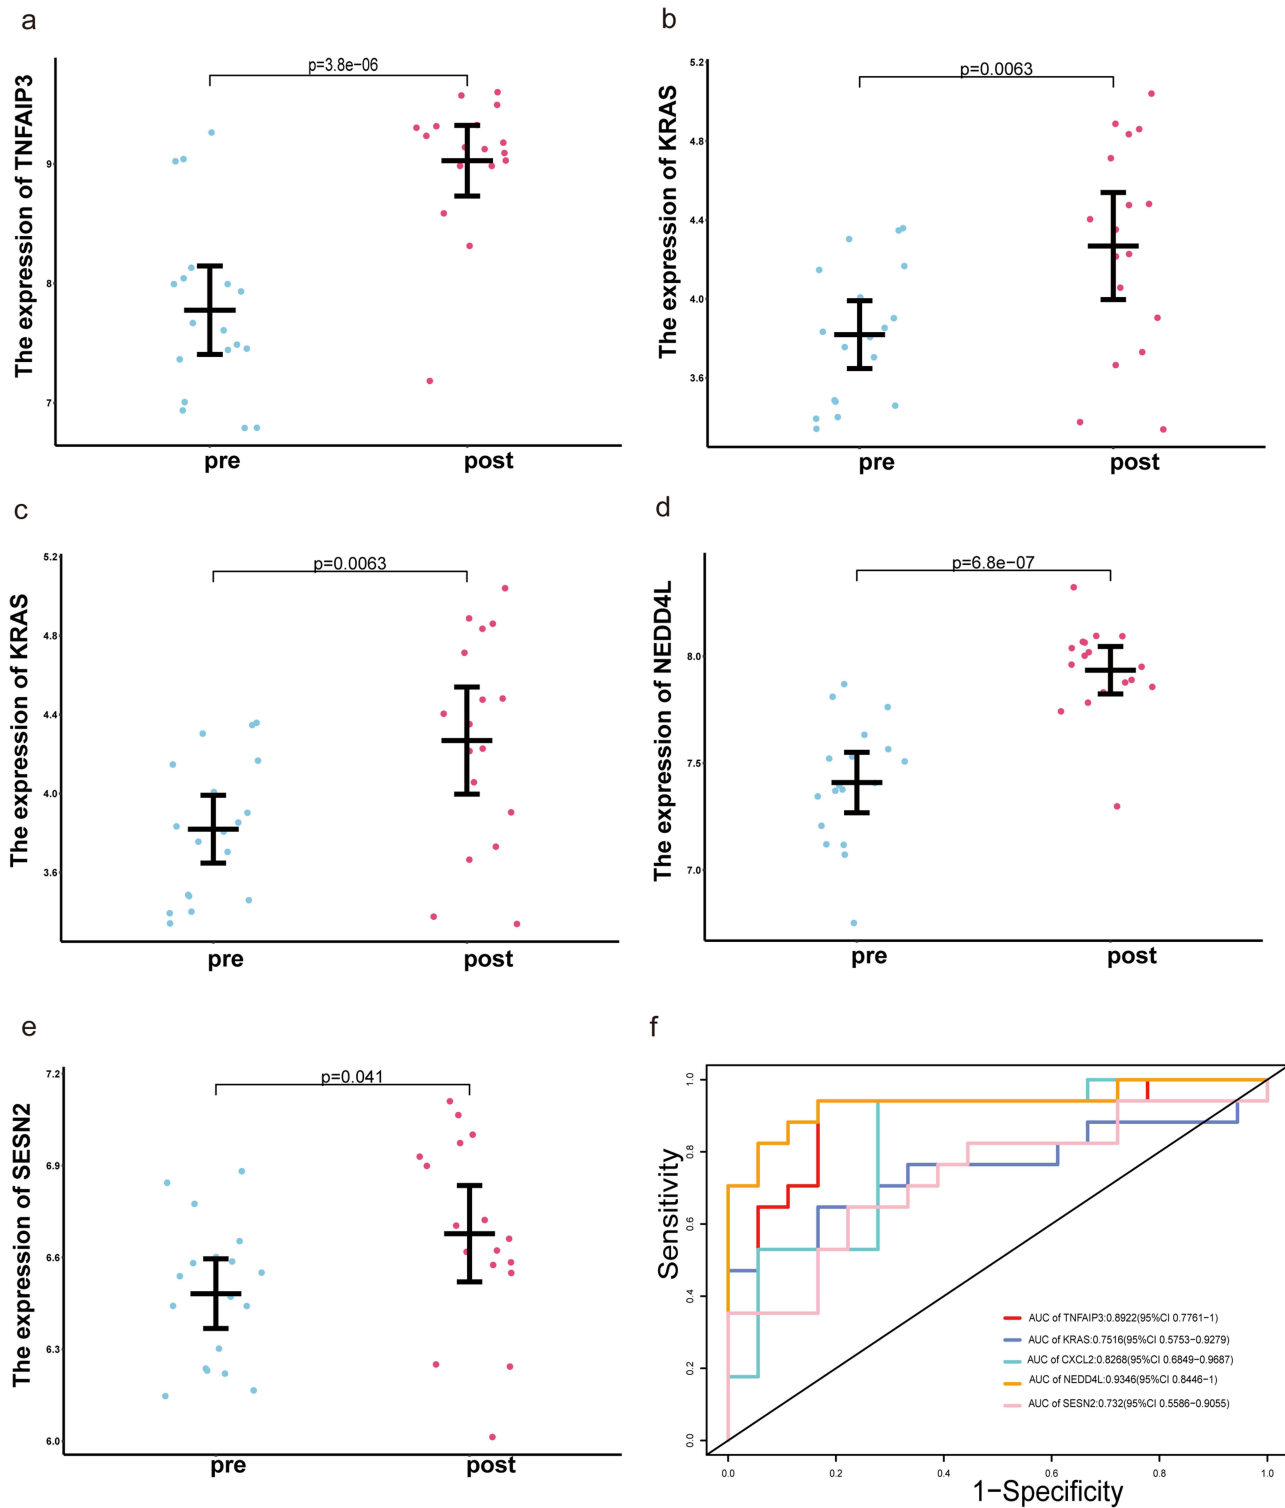 a
p=3.8e−06
The expression of TNFAIP3
9
8
7
pre
post
b
p=0.0063
The expression of KRAS
5.2
4.8
4.4
4.0
3.6
pre
post
c
p=0.0063
The expression of KRAS
5.2
4.8
4.4
4.0
3.6
pre
post
d
p=6.8e−07
The expression of NEDD4L
8.0
7.5
7.0
pre
post
e
p=0.041
The expression of SESN2
7.2
6.9
6.6
6.3
6.0
pre
post
f
Sensitivity
1.0
0.8
0.6
0.4
0.2
0.0
AUC of TNFAIP3:0.8922(95%CI 0.7761−1)
AUC of KRAS:0.7516(95%CI 0.5753−0.9279)
AUC of CXCL2:0.8268(95%CI 0.6849−0.9687)
AUC of NEDD4L:0.9346(95%CI 0.8446−1)
AUC of SESN2:0.732(95%CI 0.5586−0.9055)
0.0 0.2 0.4 0.6 0.8 1.0
1−Specificity